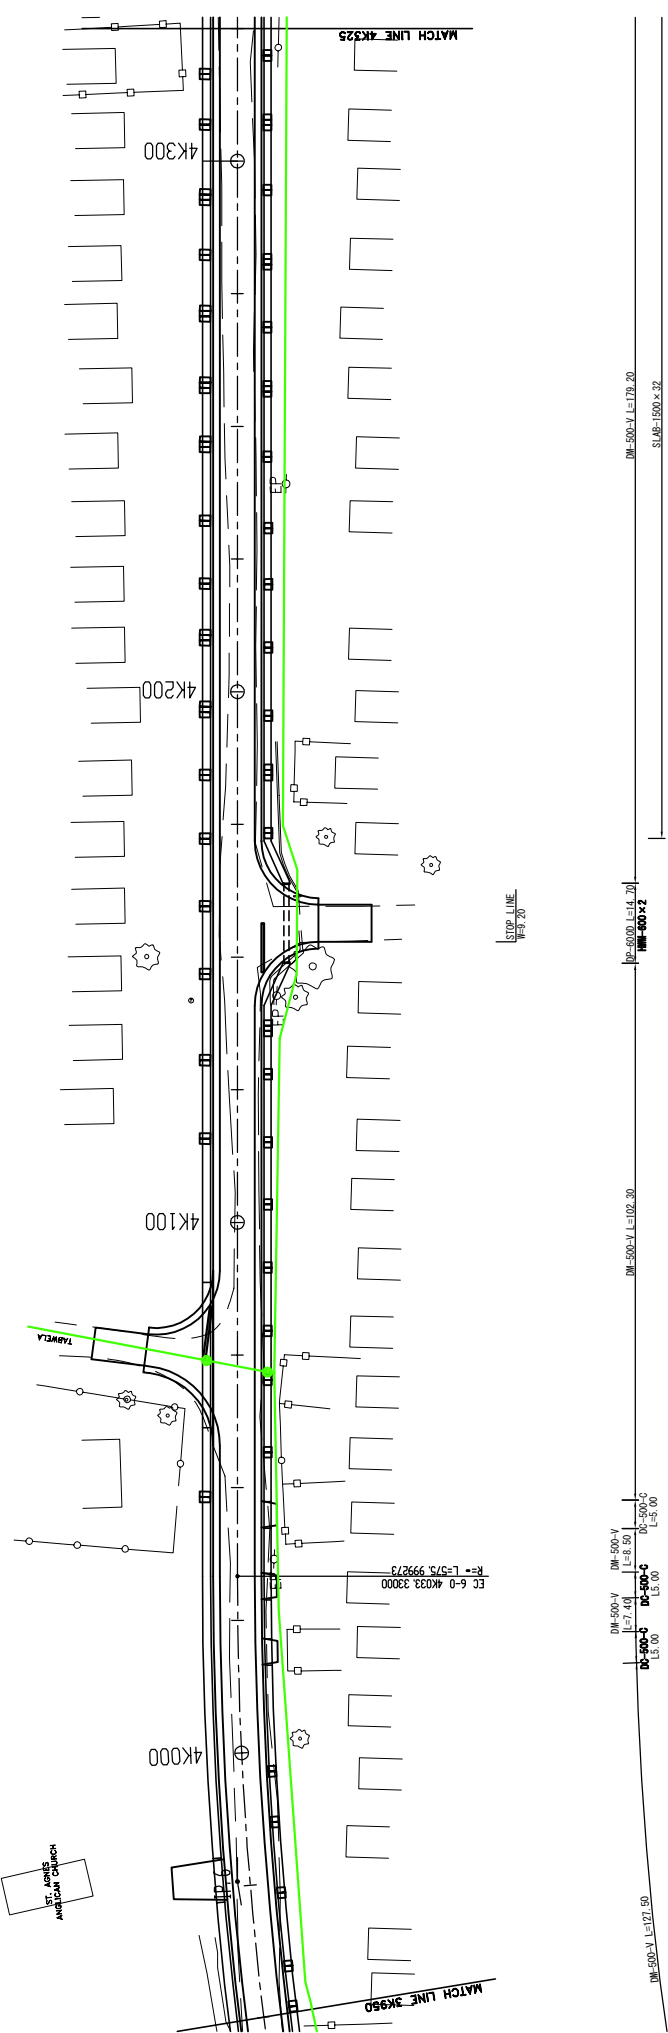 MATCH LINE 4K325
4K300
DM-500-V L=179.20
SLAB-1500×32
4K200
STOP LINE
W=9.20
DP-600D L=14.70
HWM-600×2
DM-500-V L=102.30
4K100
TABWELA
DC-500-C
L=5.00
DM-500-V
L=8.50
EC 6-0 4K033.33000
R=∞ L=575.999273
DC-500-C
L5.00
DM-500-V
L=7.40
DC-500-C
L5.00
4K000
ST. AGNES
ANGLICAN CHURCH
DM-500-V L=127.50
MATCH LINE 3K950